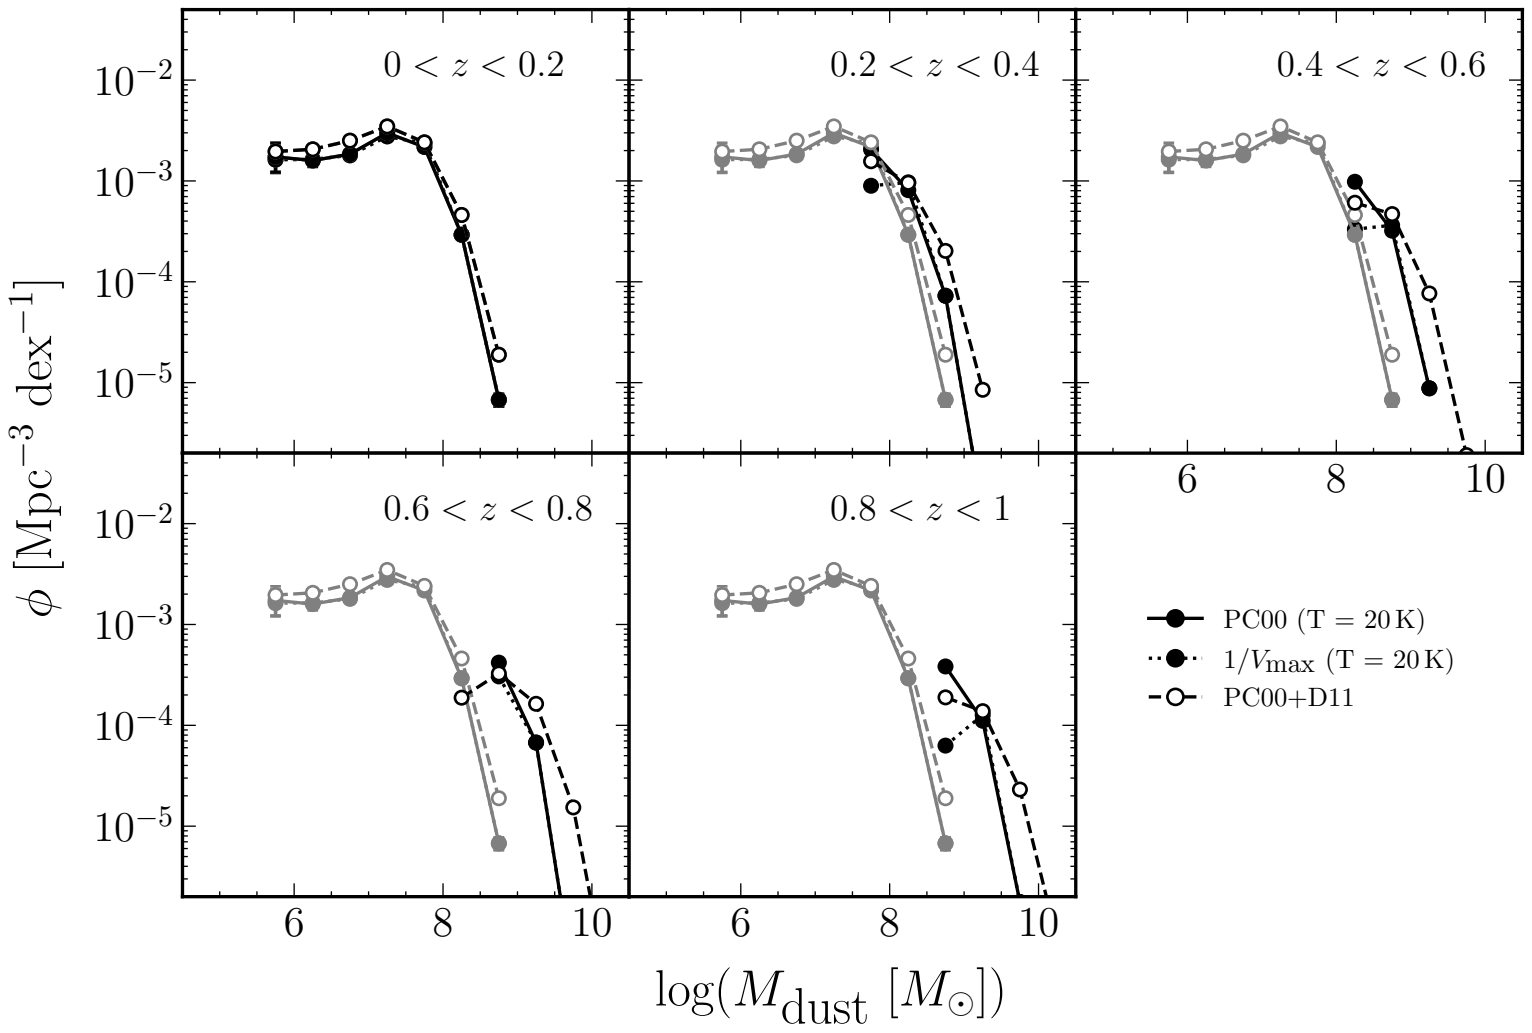 0 < z < 0.2
0.2 < z < 0.4
0.4 < z < 0.6
10⁻²
10⁻³
10⁻⁴
10⁻⁵
6 8 10
0.6 < z < 0.8
0.8 < z < 1
10⁻²
10⁻³
10⁻⁴
10⁻⁵
6 8 10
6 8 10
ϕ [Mpc⁻³ dex⁻¹]
log(M_dust [M_⊙])
PC00 (T = 20 K)
1/V_max (T = 20 K)
PC00+D11